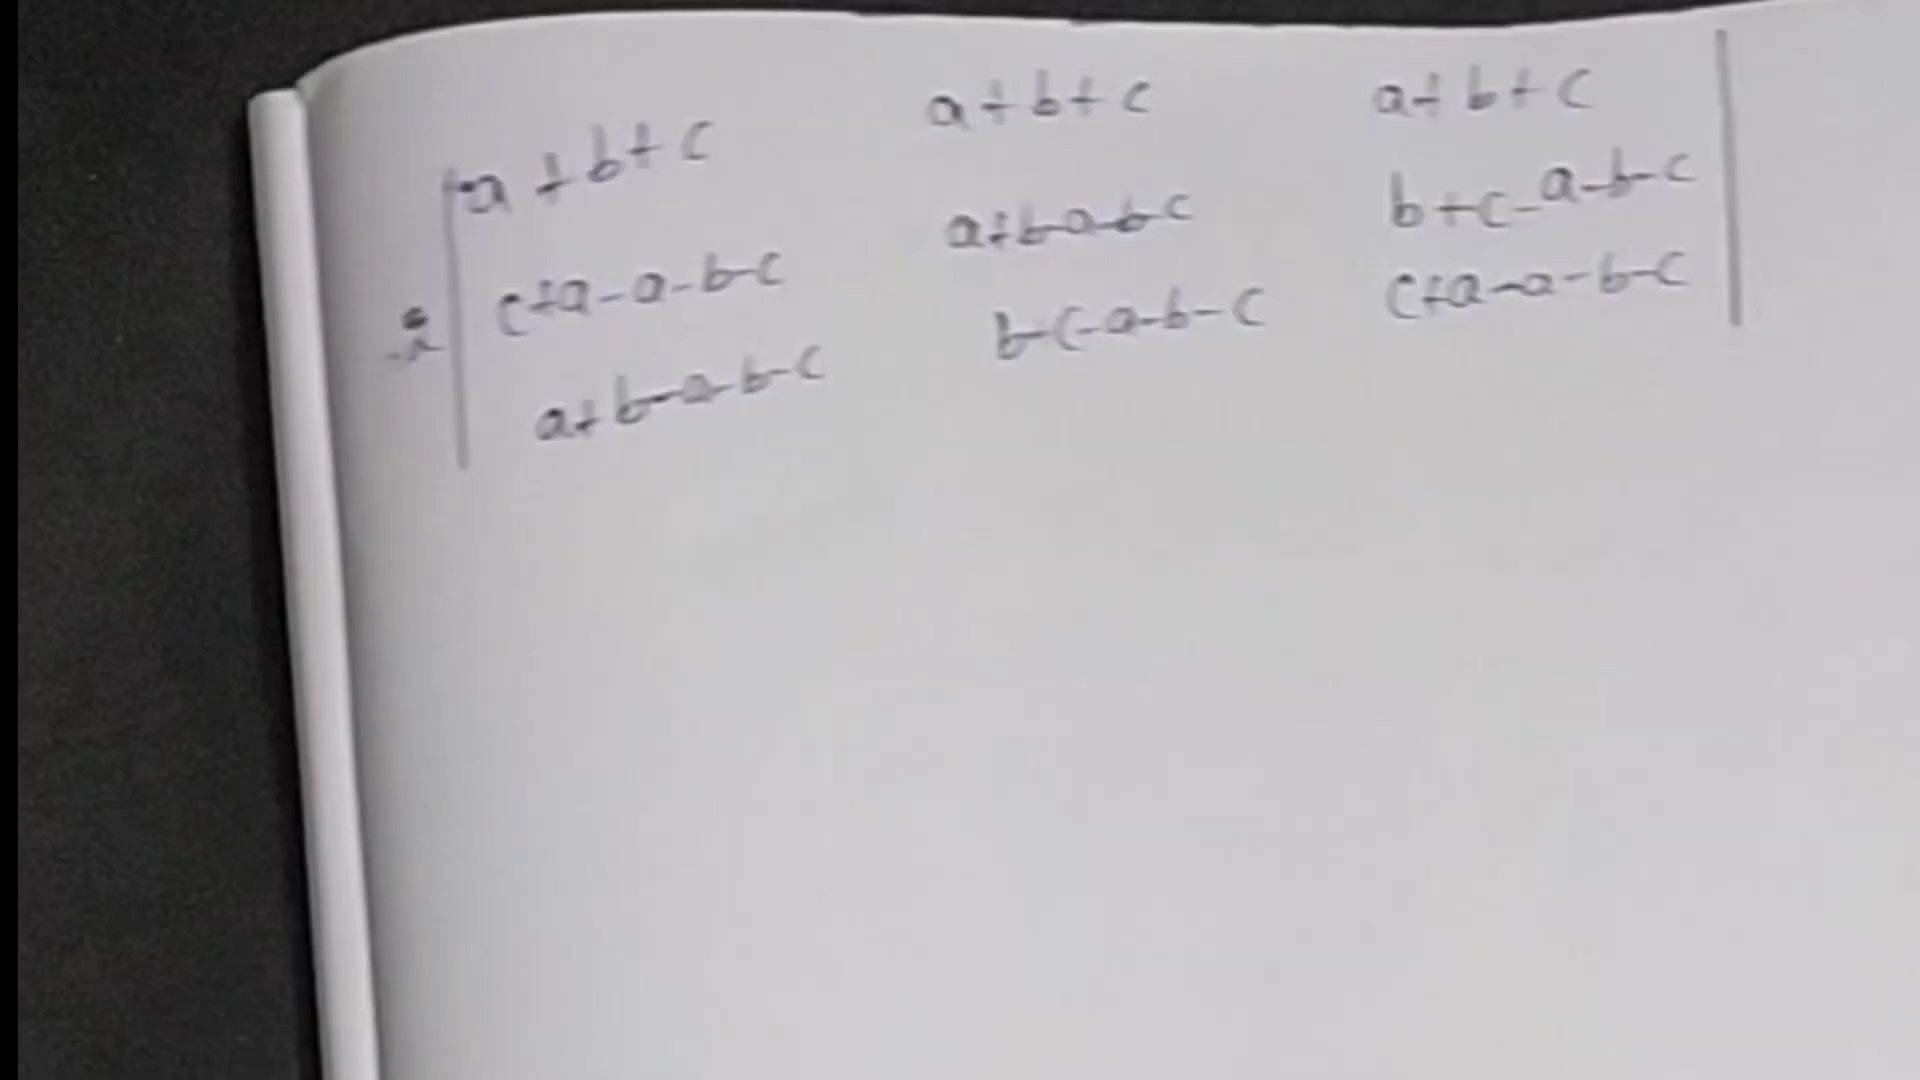 a+b+c a+b+c a+b+c
c+a-a-b-c a+b-a-b-c b+c-a-b-c
a+b-a-b-c b-c-a-b-c c+a-a-b-c